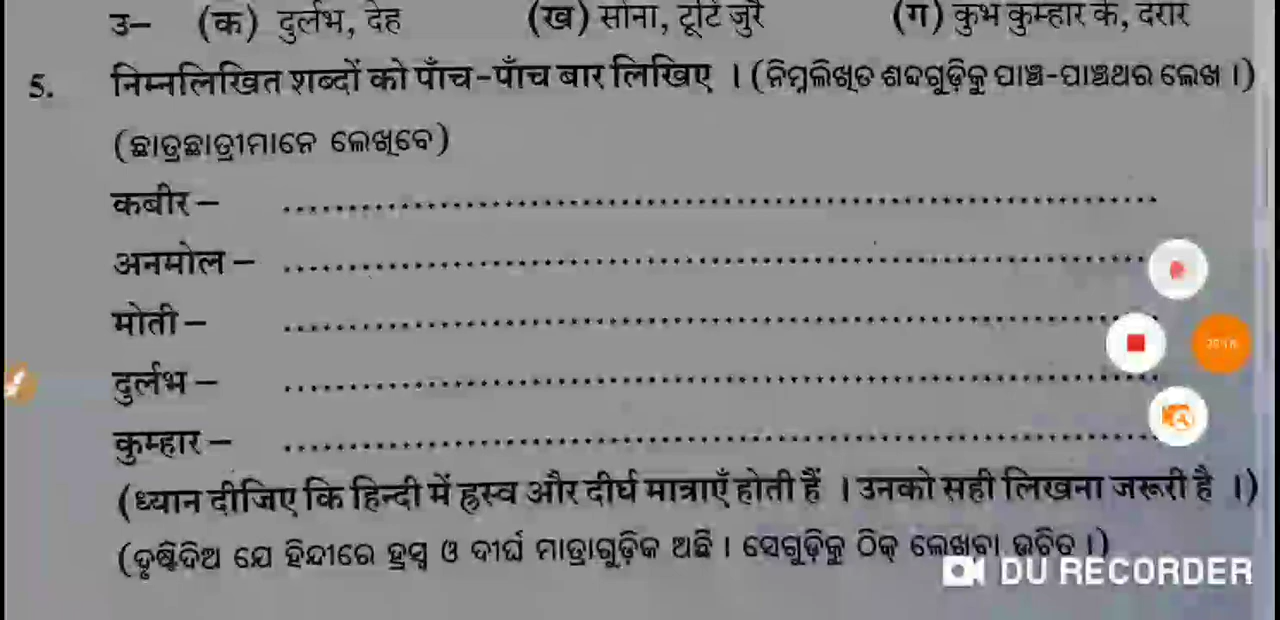 उ– (क) दुर्लभ, देह (ख) सोना, टूटि जुरै (ग) कुंभ कुम्हार के, दरार
5. निम्नलिखित शब्दों को पाँच-पाँच बार लिखिए । (ନିମ୍ନଲିଖିତ ଶବ୍ଦଗୁଡ଼ିକୁ ପାଞ୍ଚ-ପାଞ୍ଚଥର ଲେଖ ।)
(ଛାତ୍ରଛାତ୍ରୀମାନେ ଲେଖିବେ)
कबीर – ........................................................................
अनमोल – ........................................................................
मोती – ........................................................................
दुर्लभ – ........................................................................
कुम्हार – ........................................................................
(ध्यान दीजिए कि हिन्दी में ह्रस्व और दीर्घ मात्राएँ होती हैं । उनको सही लिखना जरूरी है ।)
(ଦୃଷ୍ଟିଦିଅ ଯେ ହିନ୍ଦୀରେ ହ୍ରସ୍ୱ ଓ ଦୀର୍ଘ ମାତ୍ରାଗୁଡ଼ିକ ଅଛି । ସେଗୁଡ଼ିକୁ ଠିକ୍ ଲେଖିବା ଉଚିତ ।)
DU RECORDER